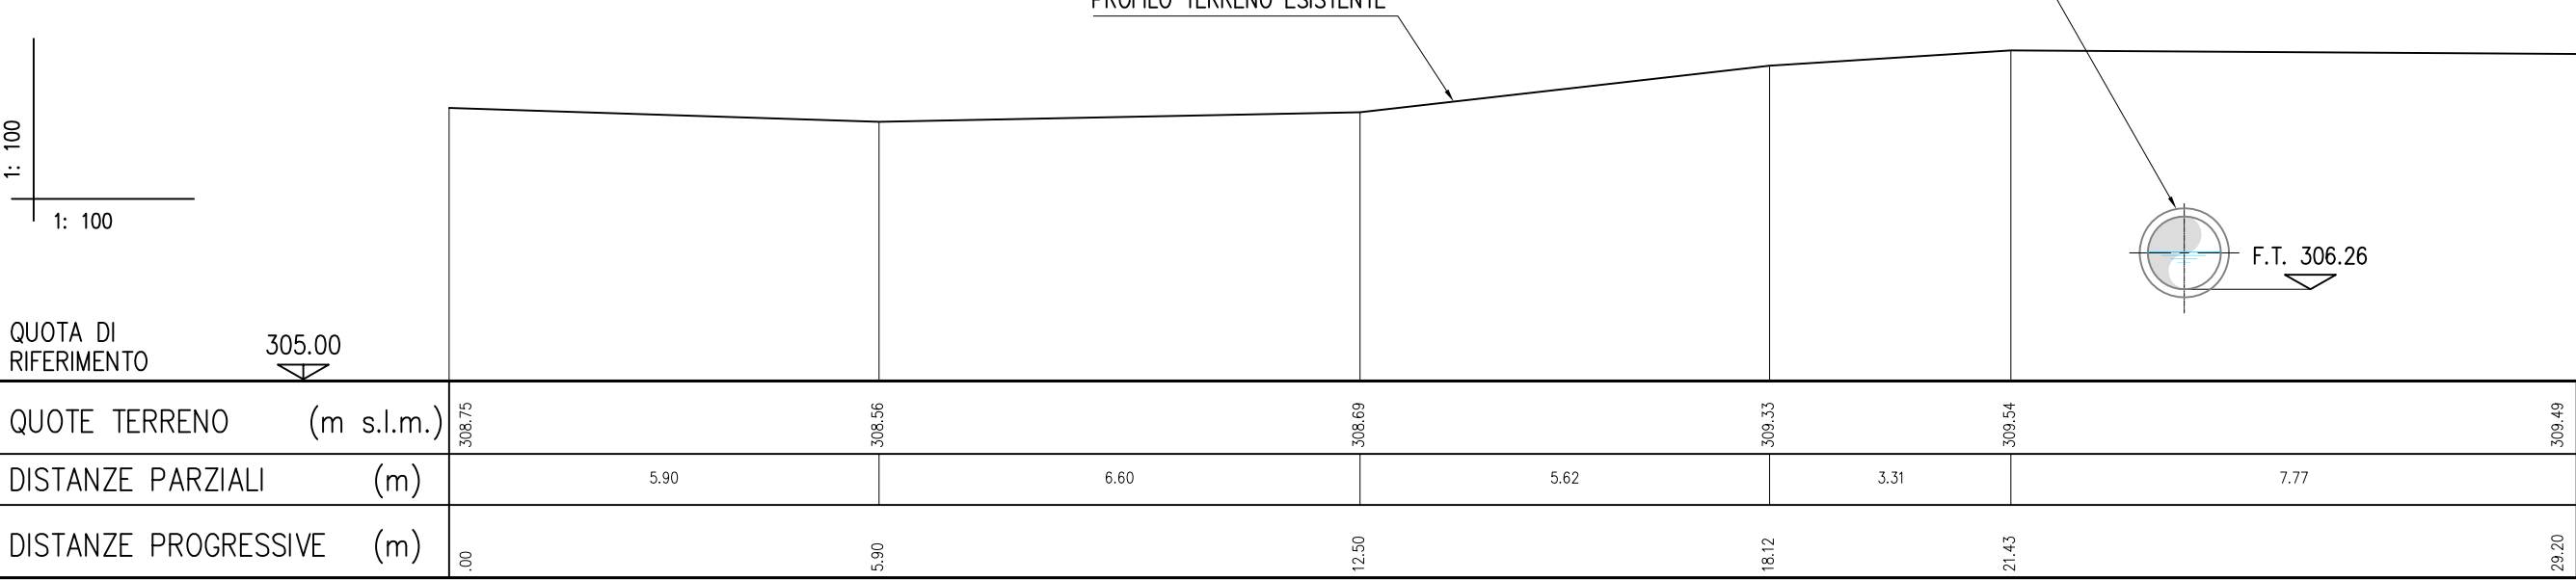 PROFILO TERRENO ESISTENTE
1: 100
1: 100
F.T. 306.26
QUOTA DI
RIFERIMENTO
305.00
QUOTE TERRENO (m s.l.m.) 308.75 308.56 308.69 309.33 309.54 309.49
DISTANZE PARZIALI (m) 5.90 6.60 5.62 3.31 7.77
DISTANZE PROGRESSIVE (m) .00 5.90 12.50 18.12 21.43 29.20